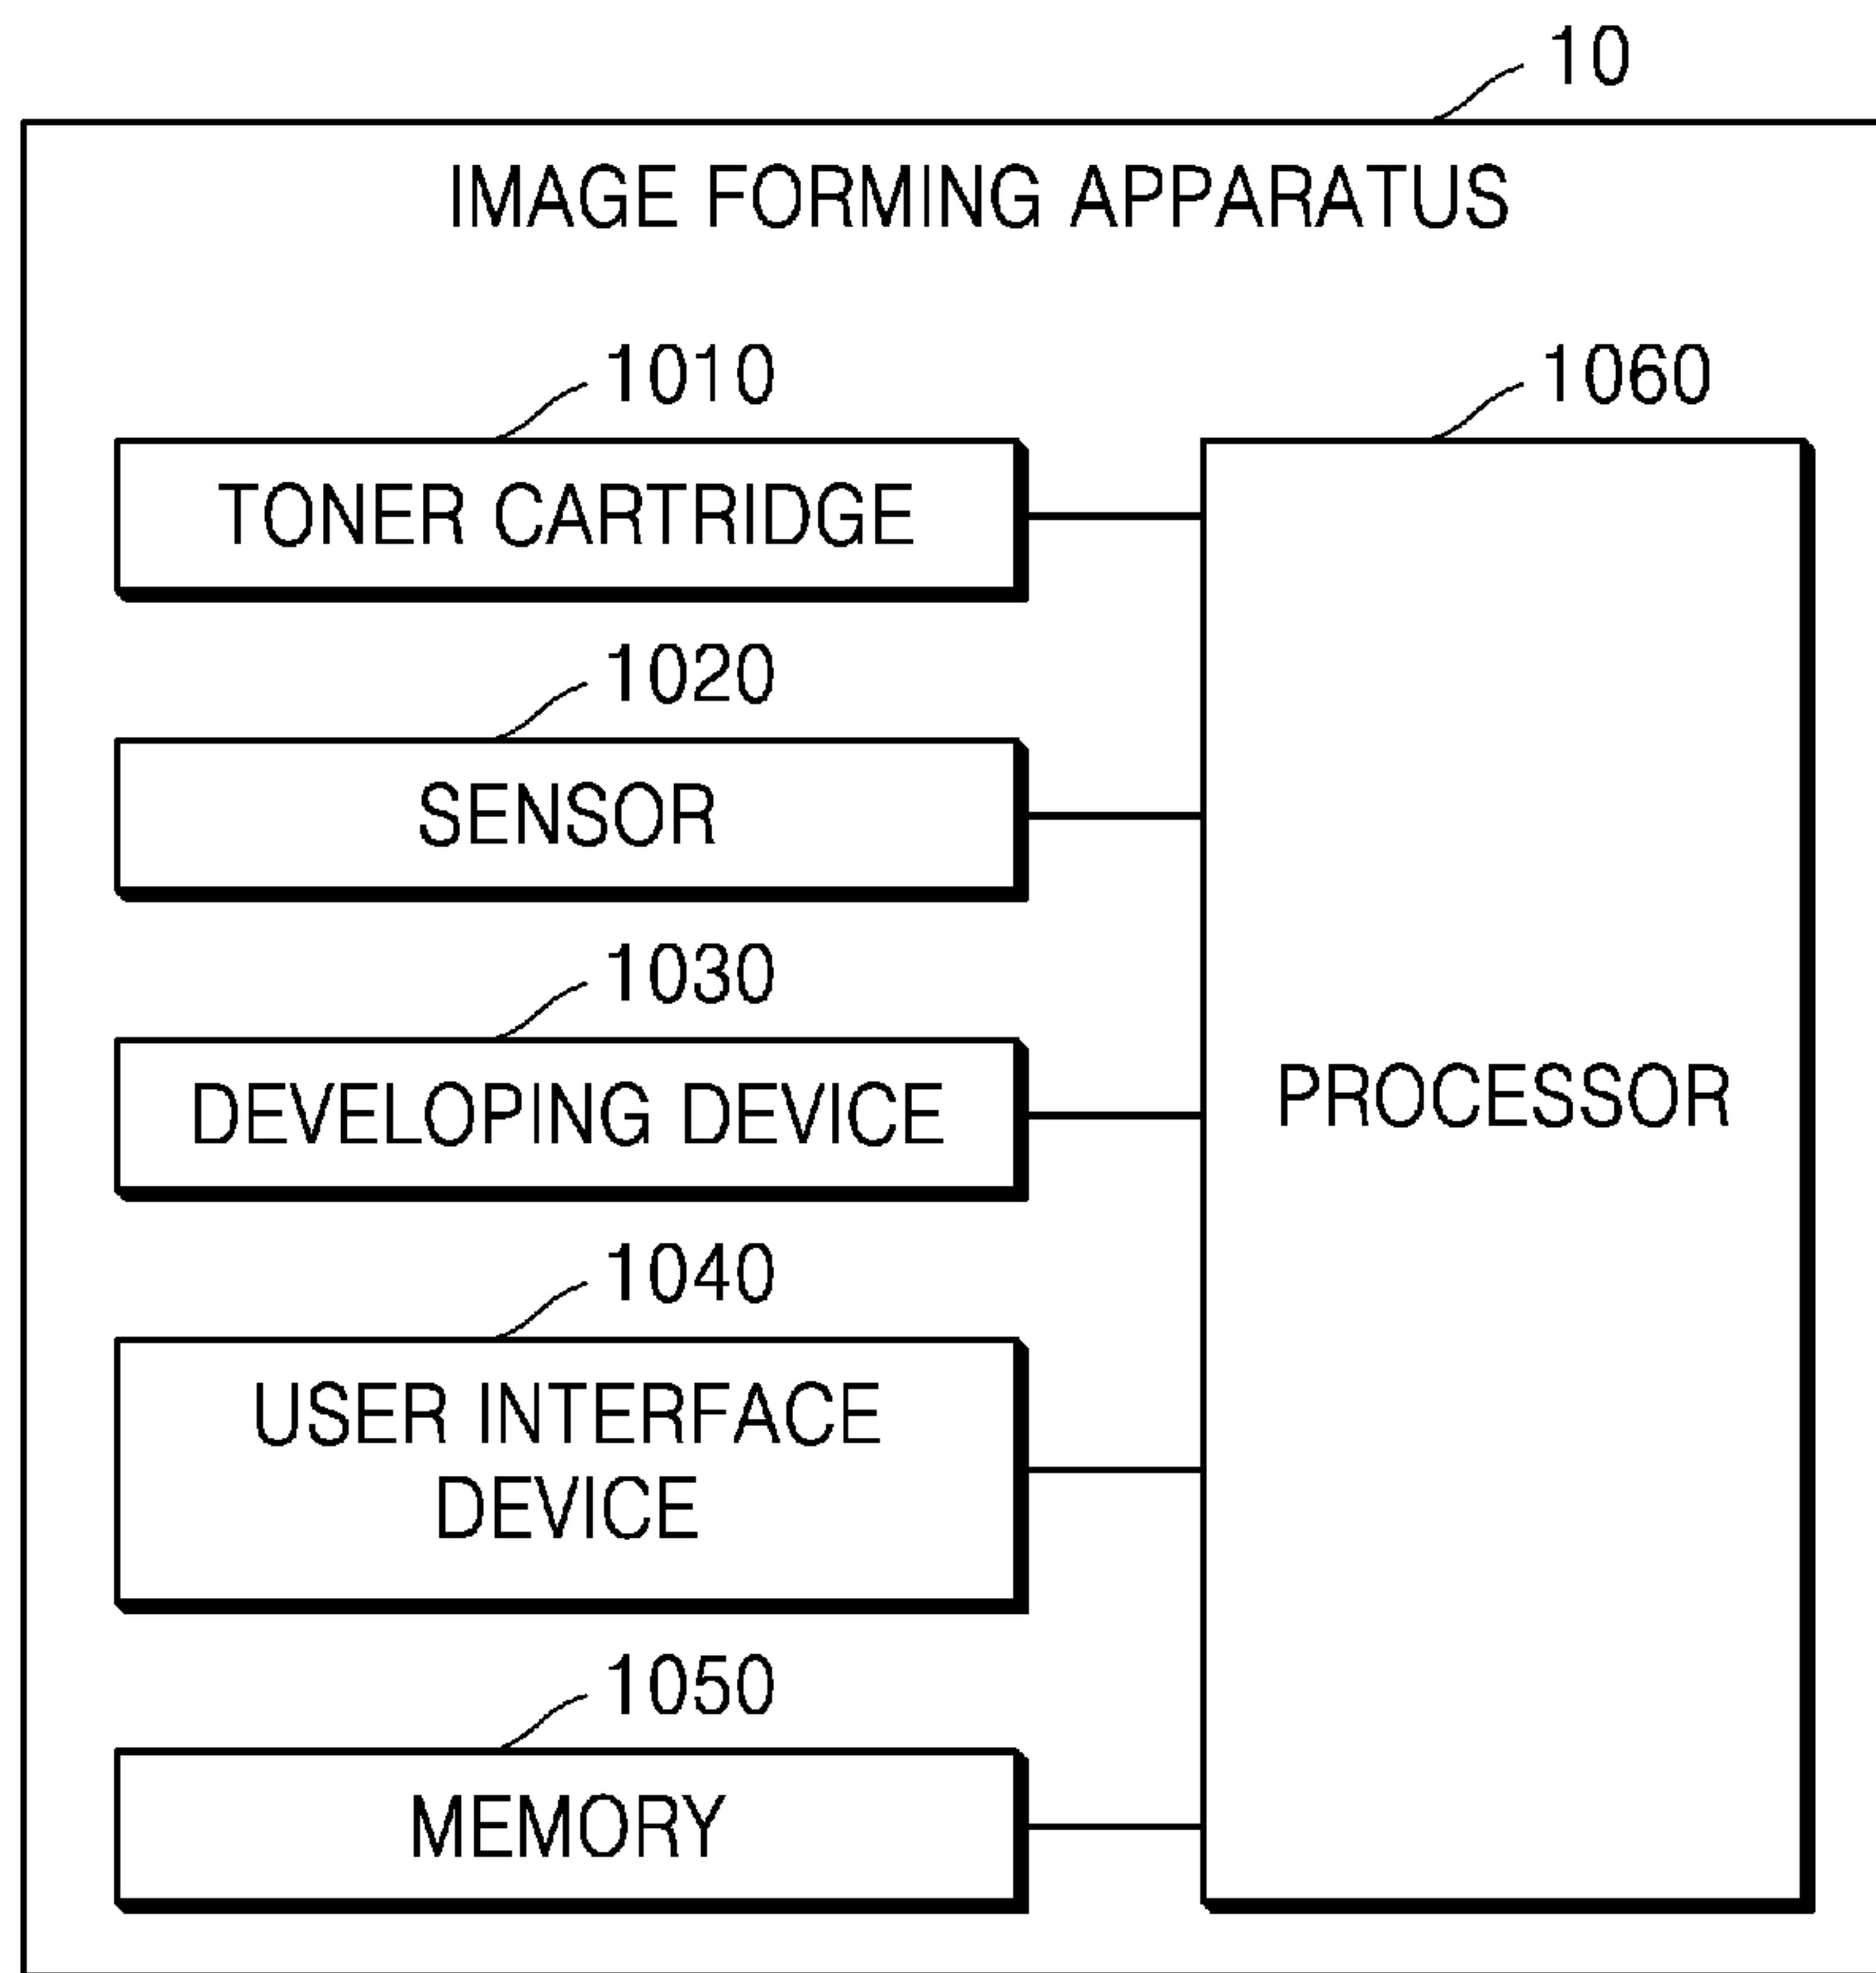 10
IMAGE FORMING APPARATUS
1010
TONER CARTRIDGE
1020
SENSOR
1030
DEVELOPING DEVICE
1040
USER INTERFACE
DEVICE
1050
MEMORY
1060
PROCESSOR